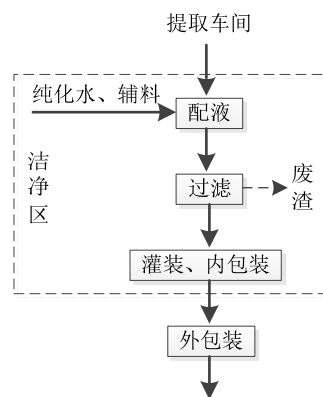 提取车间
纯化水、辅料
配液
洁净区
过滤
废渣
灌装、内包装
外包装